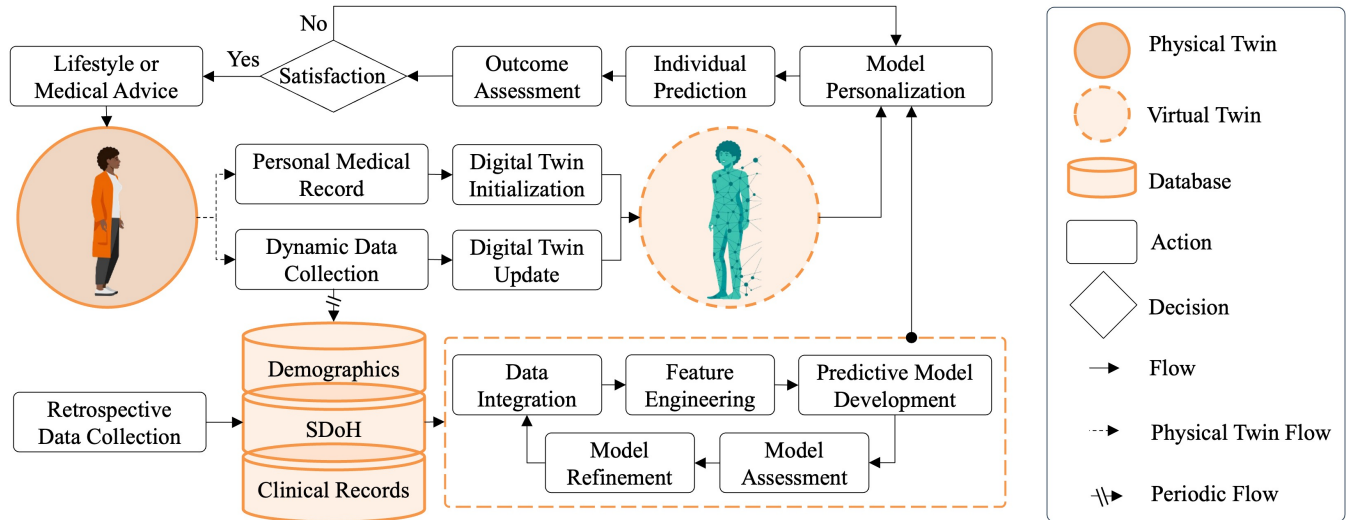 No
Yes
Lifestyle or
Medical Advice
Satisfaction
Outcome
Assessment
Individual
Prediction
Model
Personalization
Personal Medical
Record
Digital Twin
Initialization
Dynamic Data
Collection
Digital Twin
Update
Retrospective
Data Collection
Demographics
SDoH
Clinical Records
Data
Integration
Feature
Engineering
Predictive Model
Development
Model
Refinement
Model
Assessment
Physical Twin
Virtual Twin
Database
Action
Decision
Flow
Physical Twin Flow
Periodic Flow